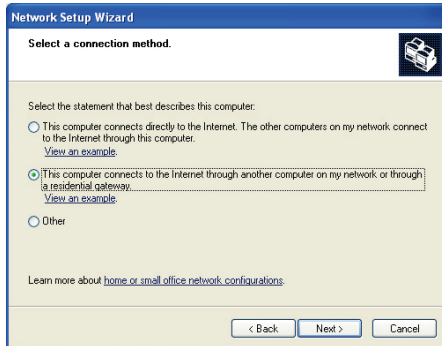 Network Setup Wizard
Select a connection method.
Select the statement that best describes this computer:
This computer connects directly to the Internet. The other computers on my network connect
to the Internet through this computer.
View an example.
This computer connects to the Internet through another computer on my network or through
a residential gateway.
View an example.
Other
Learn more about home or small office network configurations.
< Back
Next >
Cancel